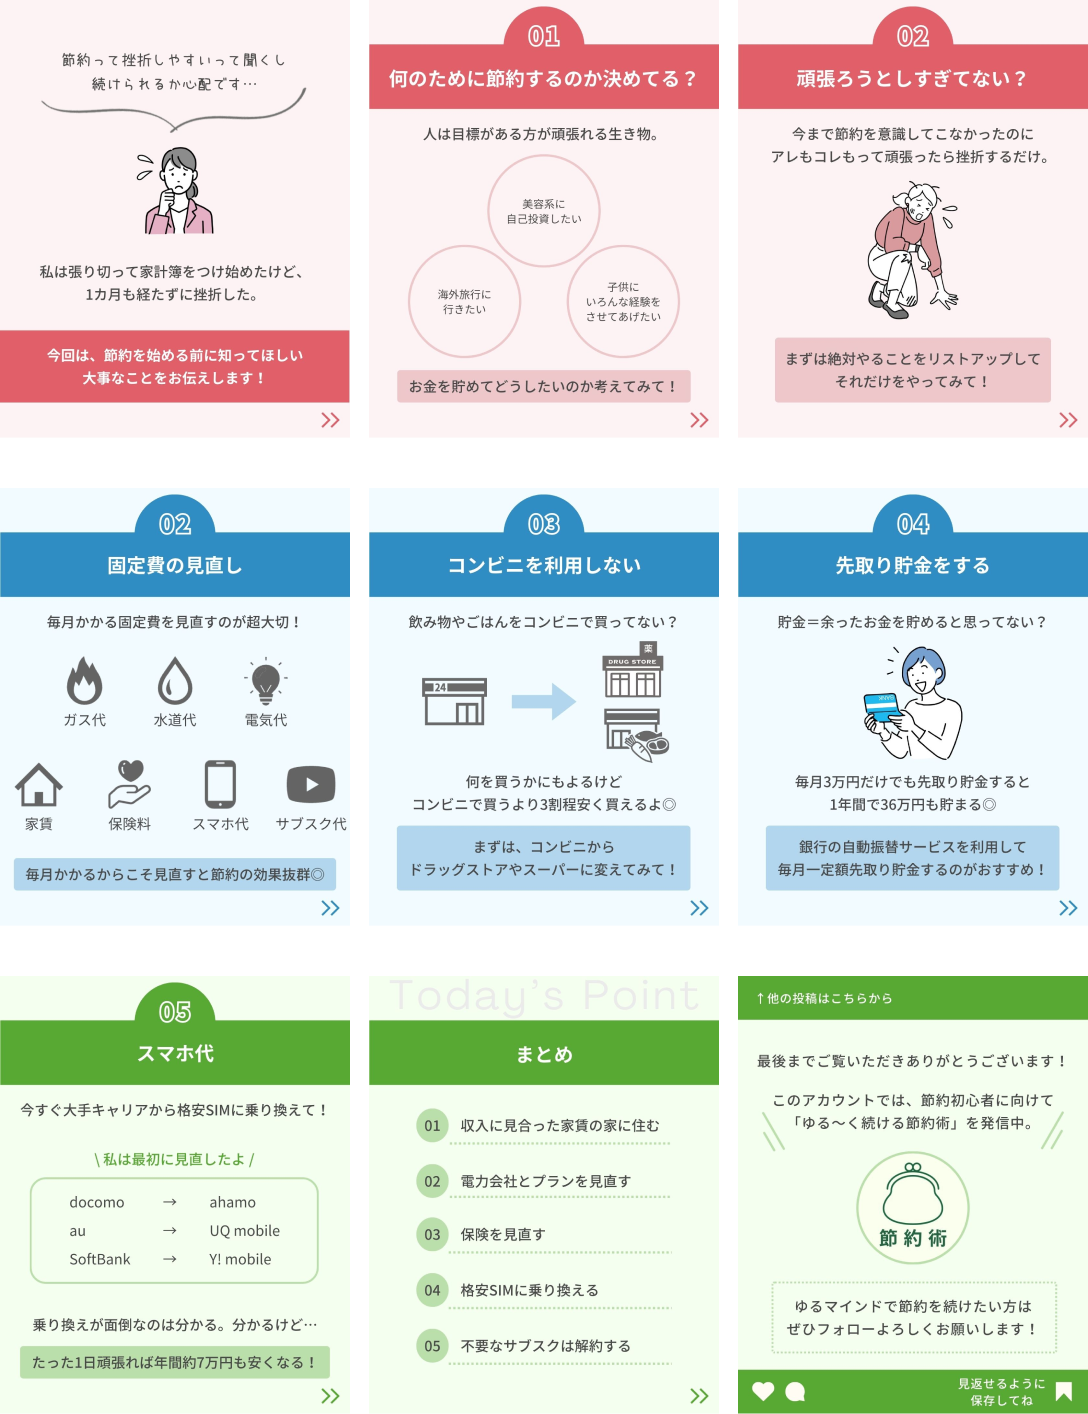 節約って挫折しやすいって聞くし
続けられるか心配です…
私は張り切って家計簿をつけ始めたけど、
1カ月も経たずに挫折した。
今回は、節約を始める前に知ってほしい
大事なことをお伝えします！
01
何のために節約するのか決めてる？
人は目標がある方が頑張れる生き物。
美容系に
自己投資したい
海外旅行に
行きたい
子供に
いろんな経験を
させてあげたい
お金を貯めてどうしたいのか考えてみて！
02
頑張ろうとしすぎてない？
今まで節約を意識してこなかったのに
アレもコレもって頑張ったら挫折するだけ。
まずは絶対やることをリストアップして
それだけをやってみて！
02
固定費の見直し
毎月かかる固定費を見直すのが超大切！
ガス代
水道代
電気代
家賃
保険料
スマホ代
サブスク代
毎月かかるからこそ見直すと節約の効果抜群◎
03
コンビニを利用しない
飲み物やごはんをコンビニで買ってない？
24
薬
DRUG STORE
何を買うかにもよるけど
コンビニで買うより3割程安く買えるよ◎
まずは、コンビニから
ドラッグストアやスーパーに変えてみて！
04
先取り貯金をする
貯金＝余ったお金を貯めると思ってない？
毎月3万円だけでも先取り貯金すると
1年間で36万円も貯まる◎
銀行の自動振替サービスを利用して
毎月一定額先取り貯金するのがおすすめ！
05
スマホ代
今すぐ大手キャリアから格安SIMに乗り換えて！
\ 私は最初に見直したよ /
docomo → ahamo
au → UQ mobile
SoftBank → Y! mobile
乗り換えが面倒なのは分かる。分かるけど…
たった1日頑張れば年間約7万円も安くなる！
Today's Point
まとめ
01 収入に見合った家賃の家に住む
02 電力会社とプランを見直す
03 保険を見直す
04 格安SIMに乗り換える
05 不要なサブスクは解約する
↑他の投稿はこちらから
最後までご覧いただきありがとうございます！
このアカウントでは、節約初心者に向けて
「ゆる〜く続ける節約術」を発信中。
節約術
ゆるマインドで節約を続けたい方は
ぜひフォローよろしくお願いします！
見返せるように
保存してね